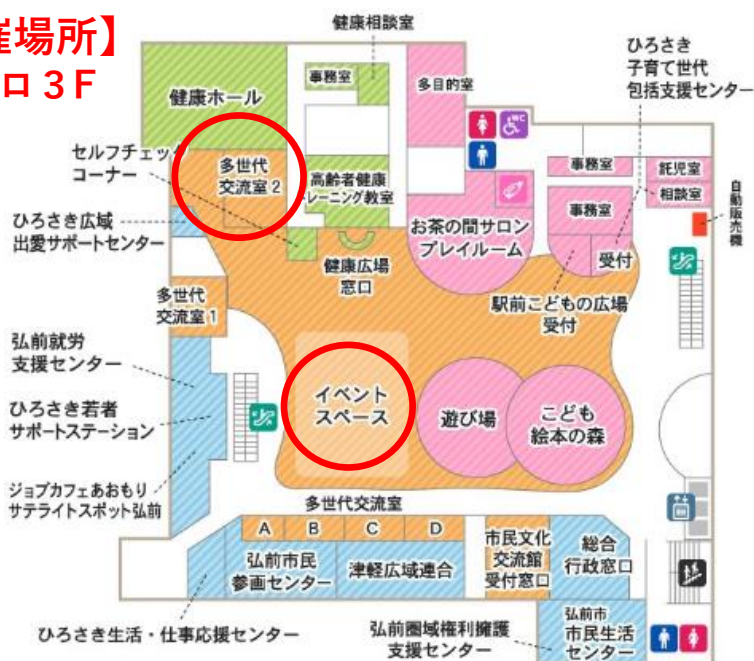 催場所】
ロ 3F
健康相談室
事務室
多目的室
健康ホール
ひろさき
子育て世代
包括支援センター
セルフチェック
コーナー
多世代
交流室2
高齢者健康
トレーニング教室
WC
事務室
託児室
相談室
自動販売機
ひろさき広域
出愛サポートセンター
お茶の間サロン
プレイルーム
事務室
受付
健康広場
窓口
駅前こどもの広場
受付
多世代
交流室1
弘前就労
支援センター
イベント
スペース
遊び場
こども
絵本の森
ひろさき若者
サポートステーション
ジョブカフェあおもり
サテライトスポット弘前
多世代交流室
A B C D
弘前市民
参画センター
津軽広域連合
市民文化
交流館
受付窓口
総合
行政窓口
ひろさき生活・仕事応援センター
弘前圏域権利擁護
支援センター
弘前市
市民生活
センター